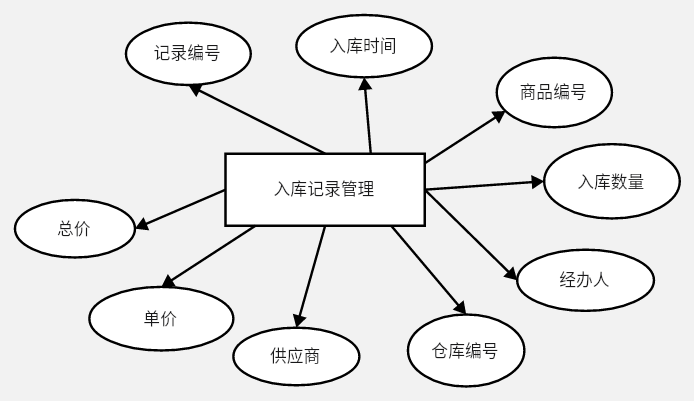 记录编号
入库时间
商品编号
入库记录管理
入库数量
总价
经办人
单价
供应商
仓库编号